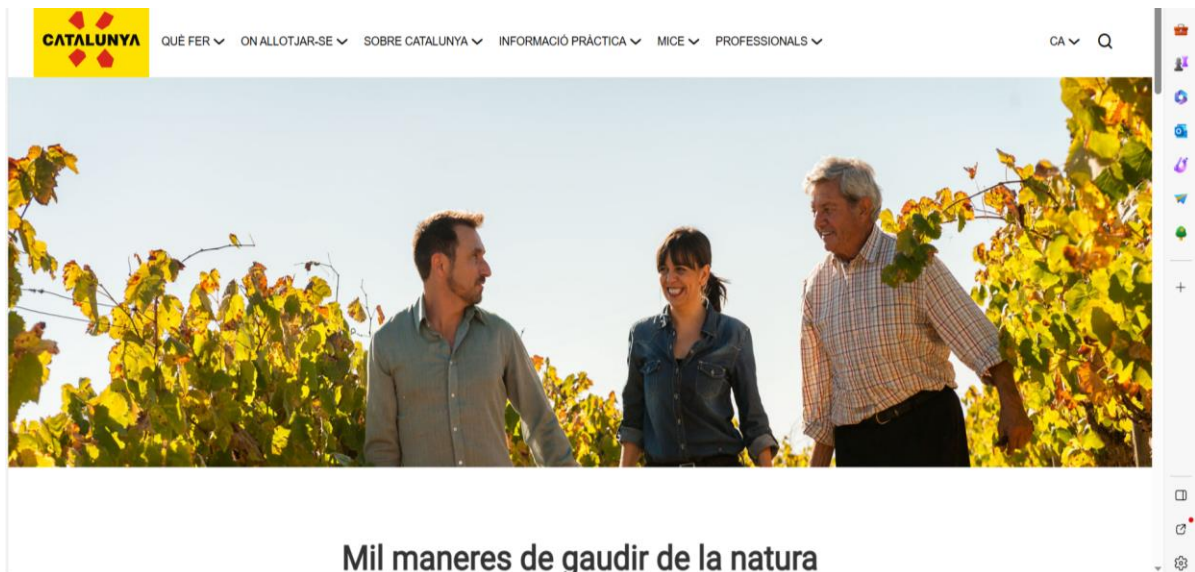 CATALUNYA
QUÈ FER ON ALLOTJAR-SE SOBRE CATALUNYA INFORMACIÓ PRÀCTICA MICE PROFESSIONALS CA
Mil maneres de gaudir de la natura